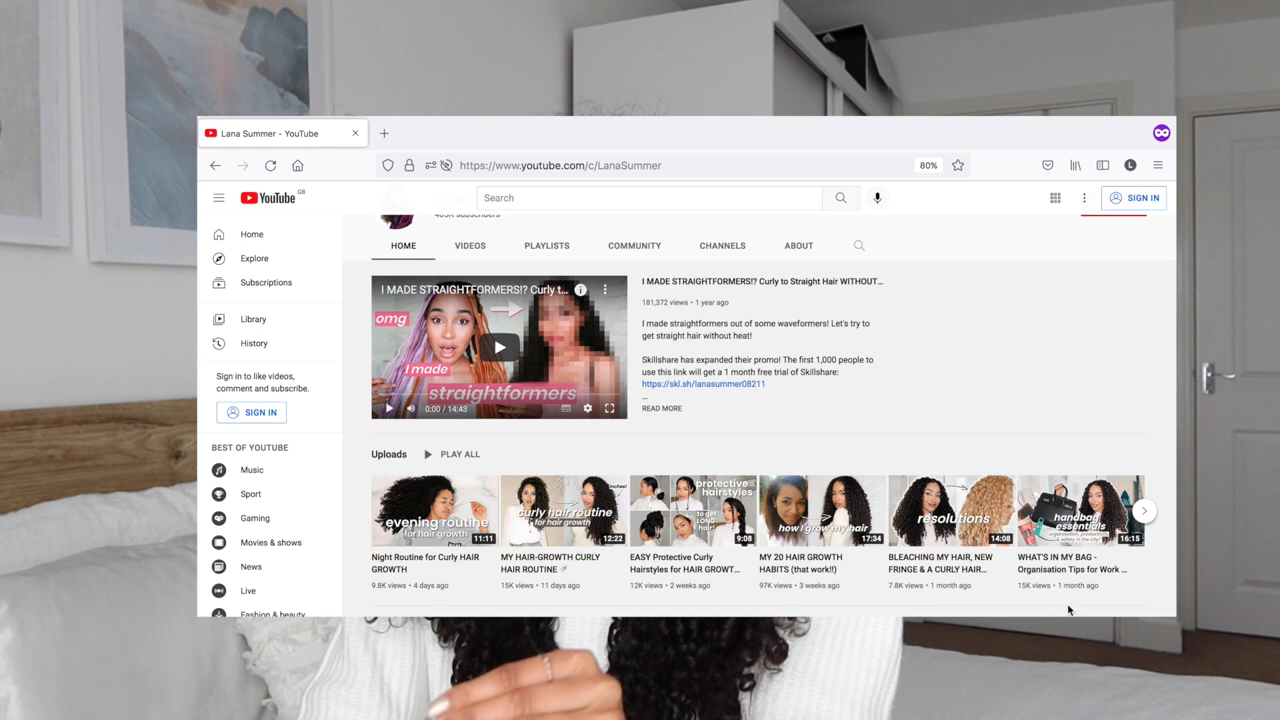 Lana Summer - YouTube
https://www.youtube.com/c/LanaSummer
80%
L
YouTube GB
Search
SIGN IN
subscribers
Home
Explore
Subscriptions
Library
History
Sign in to like videos,
comment and subscribe.
SIGN IN
BEST OF YOUTUBE
Music
Sport
Gaming
Movies & shows
News
Live
Fashion & beauty
HOME
VIDEOS
PLAYLISTS
COMMUNITY
CHANNELS
ABOUT
I MADE STRAIGHTFORMERS!? Curly t...
omg
I made
straightformers
0:00 / 14:43
I MADE STRAIGHTFORMERS!? Curly to Straight Hair WITHOUT...
181,372 views • 1 year ago
I made straightformers out of some waveformers! Let's try to
get straight hair without heat!
Skillshare has expanded their promo! The first 1,000 people to
use this link will get a 1 month free trial of Skillshare:
https://skl.sh/lanasummer08211
...
READ MORE
Uploads
PLAY ALL
evening routine
for hair growth
11:11
Night Routine for Curly HAIR
GROWTH
9.8K views • 4 days ago
curly hair routine
for hair growth
12:22
MY HAIR-GROWTH CURLY
HAIR ROUTINE
15K views • 11 days ago
protective
hairstyles
to get
LONG
hair!
9:08
EASY Protective Curly
Hairstyles for HAIR GROWT...
12K views • 2 weeks ago
how I grow my
hair
17:34
MY 20 HAIR GROWTH
HABITS (that work!!)
97K views • 3 weeks ago
resolutions
14:08
BLEACHING MY HAIR, NEW
FRINGE & A CURLY HAIR...
7.8K views • 1 month ago
handbag
essentials
16:15
WHAT'S IN MY BAG -
Organisation Tips for Work ...
15K views • 1 month ago